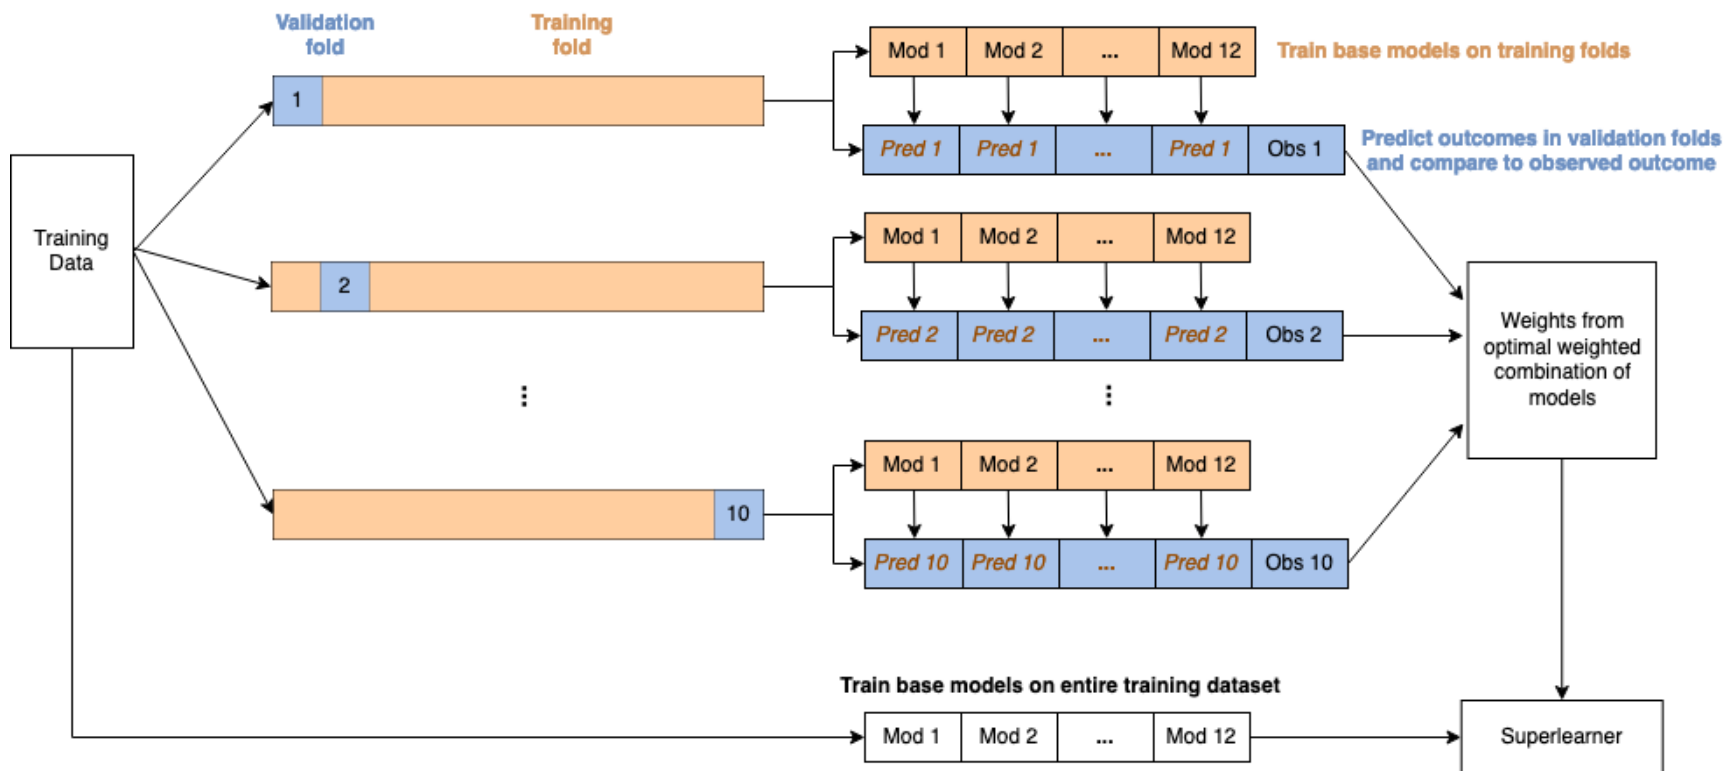 Validation
fold
Training
fold
1
Mod 1 Mod 2 ... Mod 12
Train base models on training folds
Pred 1 Pred 1 ... Pred 1 Obs 1
Predict outcomes in validation folds
and compare to observed outcome
Training
Data
2
Mod 1 Mod 2 ... Mod 12
Pred 2 Pred 2 ... Pred 2 Obs 2
Weights from
optimal weighted
combination of
models
...
...
10
Mod 1 Mod 2 ... Mod 12
Pred 10 Pred 10 ... Pred 10 Obs 10
Train base models on entire training dataset
Mod 1 Mod 2 ... Mod 12
Superlearner